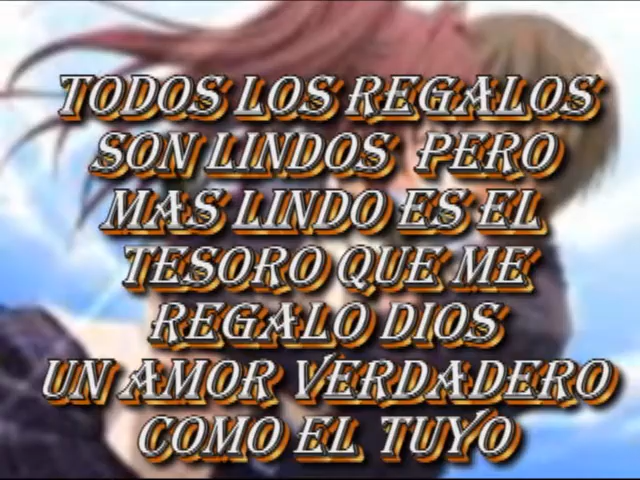 TODOS LOS REGALOS
SON LINDOS PERO
MAS LINDO ES EL
TESORO QUE ME
REGALO DIOS
UN AMOR VERDADERO
COMO EL TUYO